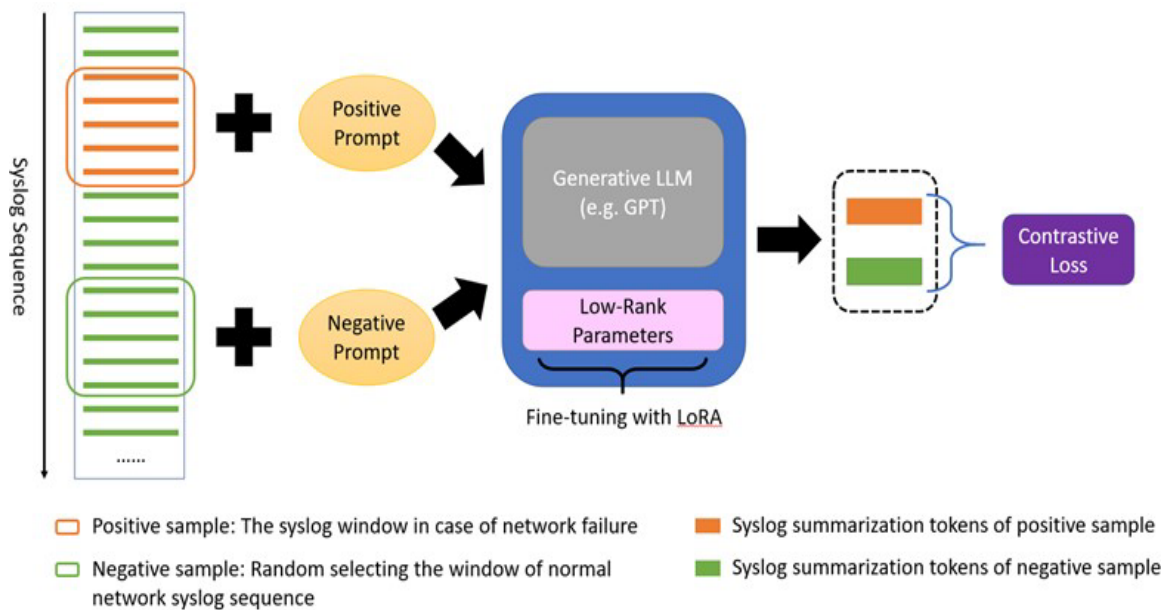 Syslog Sequence
......
Positive
Prompt
Negative
Prompt
Generative LLM
(e.g. GPT)
Low-Rank
Parameters
Fine-tuning with LoRA
Contrastive
Loss
Positive sample: The syslog window in case of network failure
Negative sample: Random selecting the window of normal
network syslog sequence
Syslog summarization tokens of positive sample
Syslog summarization tokens of negative sample